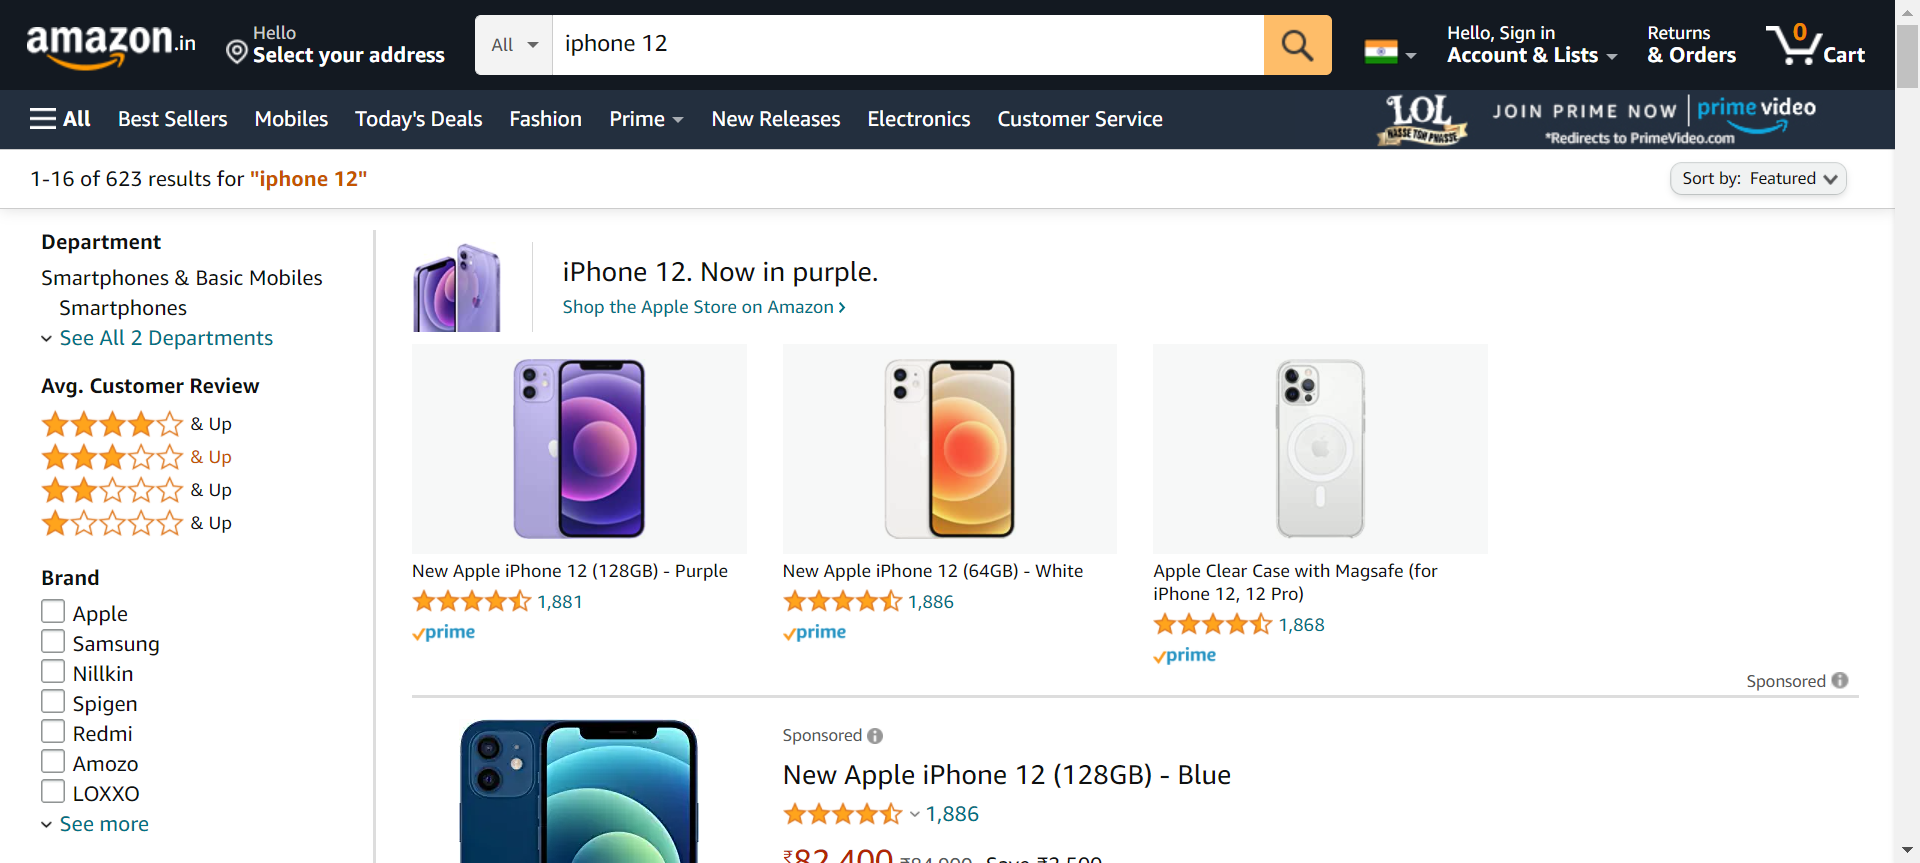 amazon.in
Hello
Select your address
All
iphone 12
Hello, Sign in
Account & Lists
Returns
& Orders
0
Cart
All
Best Sellers
Mobiles
Today's Deals
Fashion
Prime
New Releases
Electronics
Customer Service
LOL
HASSE TOH PHASSE
JOIN PRIME NOW
prime video
*Redirects to PrimeVideo.com
1-16 of 623 results for "iphone 12"
Sort by: Featured
Department
Smartphones & Basic Mobiles
Smartphones
See All 2 Departments
Avg. Customer Review
& Up
& Up
& Up
& Up
Brand
Apple
Samsung
Nillkin
Spigen
Redmi
Amozo
LOXXO
See more
iPhone 12. Now in purple.
Shop the Apple Store on Amazon ›
New Apple iPhone 12 (128GB) - Purple
1,881
prime
New Apple iPhone 12 (64GB) - White
1,886
prime
Apple Clear Case with Magsafe (for
iPhone 12, 12 Pro)
1,868
prime
Sponsored
Sponsored
New Apple iPhone 12 (128GB) - Blue
1,886
₹82,400 ₹84,900 Save ₹2,500